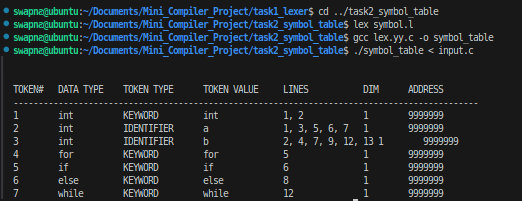 swapne@ubuntu:~/Documents/Mini_Compiler_Project/task1_lexer$ cd ../task2_symbol_table
swapne@ubuntu:~/Documents/Mini_Compiler_Project/task2_symbol_table$ lex symbol.l
swapne@ubuntu:~/Documents/Mini_Compiler_Project/task2_symbol_table$ gcc lex.yy.c -o symbol_table
swapne@ubuntu:~/Documents/Mini_Compiler_Project/task2_symbol_table$ ./symbol_table < input.c
TOKEN# DATA TYPE TOKEN TYPE TOKEN VALUE LINES DIM ADDRESS
----------------------------------------------------------------------------------------------------
1 int KEYWORD int 1, 2 1 9999999
2 int IDENTIFIER a 1, 3, 5, 6, 7 1 9999999
3 int IDENTIFIER b 2, 4, 7, 9, 12, 13 1 9999999
4 for KEYWORD for 5 1 9999999
5 if KEYWORD if 6 1 9999999
6 else KEYWORD else 8 1 9999999
7 while KEYWORD while 12 1 9999999